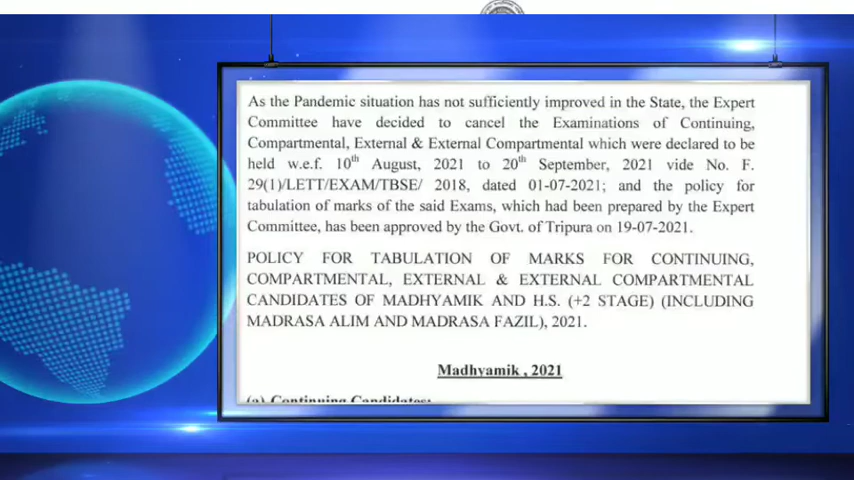 As the Pandemic situation has not sufficiently improved in the State, the Expert
Committee have decided to cancel the Examinations of Continuing,
Compartmental, External & External Compartmental which were declared to be
held w.e.f. 10th August, 2021 to 20th September, 2021 vide No. F.
29(1)/LETT/EXAM/TBSE/ 2018, dated 01-07-2021; and the policy for
tabulation of marks of the said Exams, which had been prepared by the Expert
Committee, has been approved by the Govt. of Tripura on 19-07-2021.
POLICY FOR TABULATION OF MARKS FOR CONTINUING,
COMPARTMENTAL, EXTERNAL & EXTERNAL COMPARTMENTAL
CANDIDATES OF MADHYAMIK AND H.S. (+2 STAGE) (INCLUDING
MADRASA ALIM AND MADRASA FAZIL), 2021.
Madhyamik , 2021
(a) Continuing Candidates: